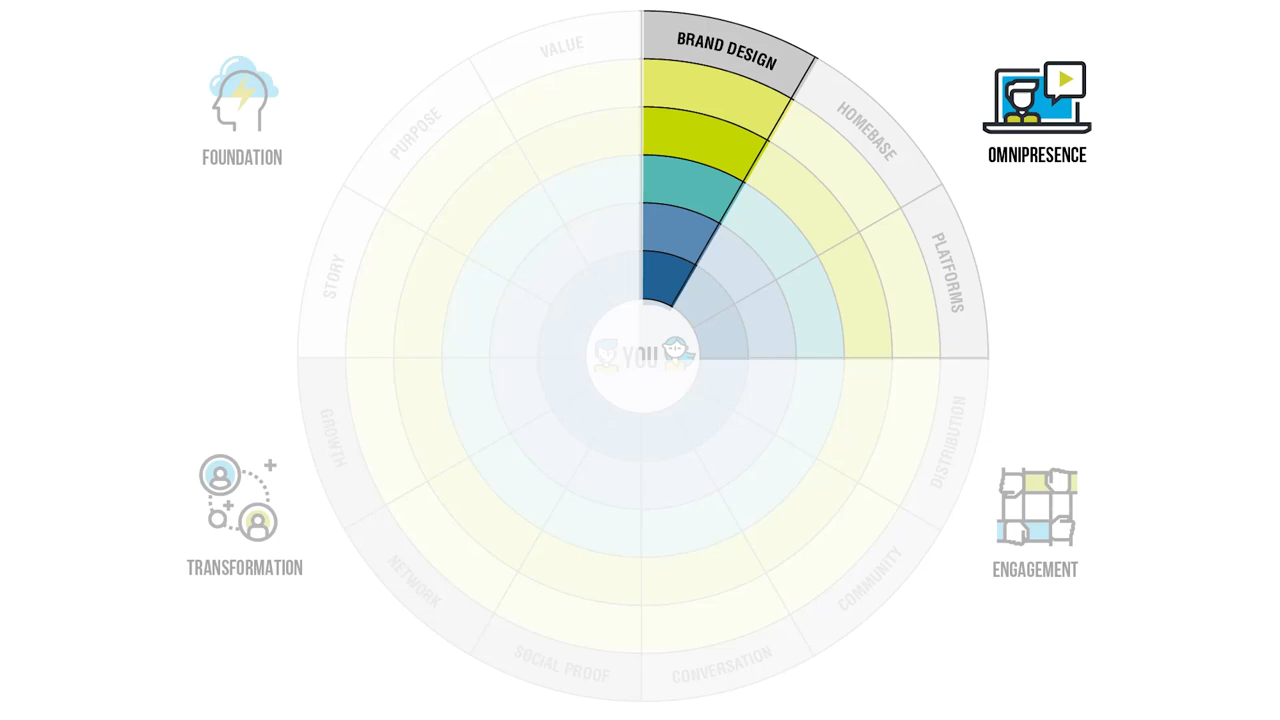 VALUE
BRAND DESIGN
PURPOSE
HOMEBASE
FOUNDATION
OMNIPRESENCE
STORY
PLATFORMS
YOU
GROWTH
DISTRIBUTION
TRANSFORMATION
ENGAGEMENT
NETWORK
COMMUNITY
SOCIAL PROOF
CONVERSATION